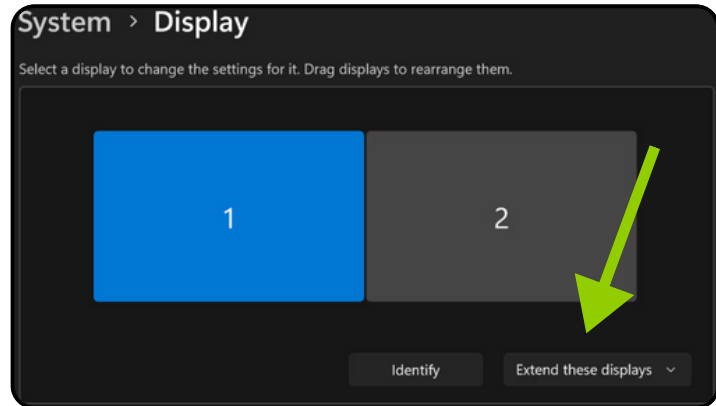 System > Display
Select a display to change the settings for it. Drag displays to rearrange them.
1
2
Identify
Extend these displays